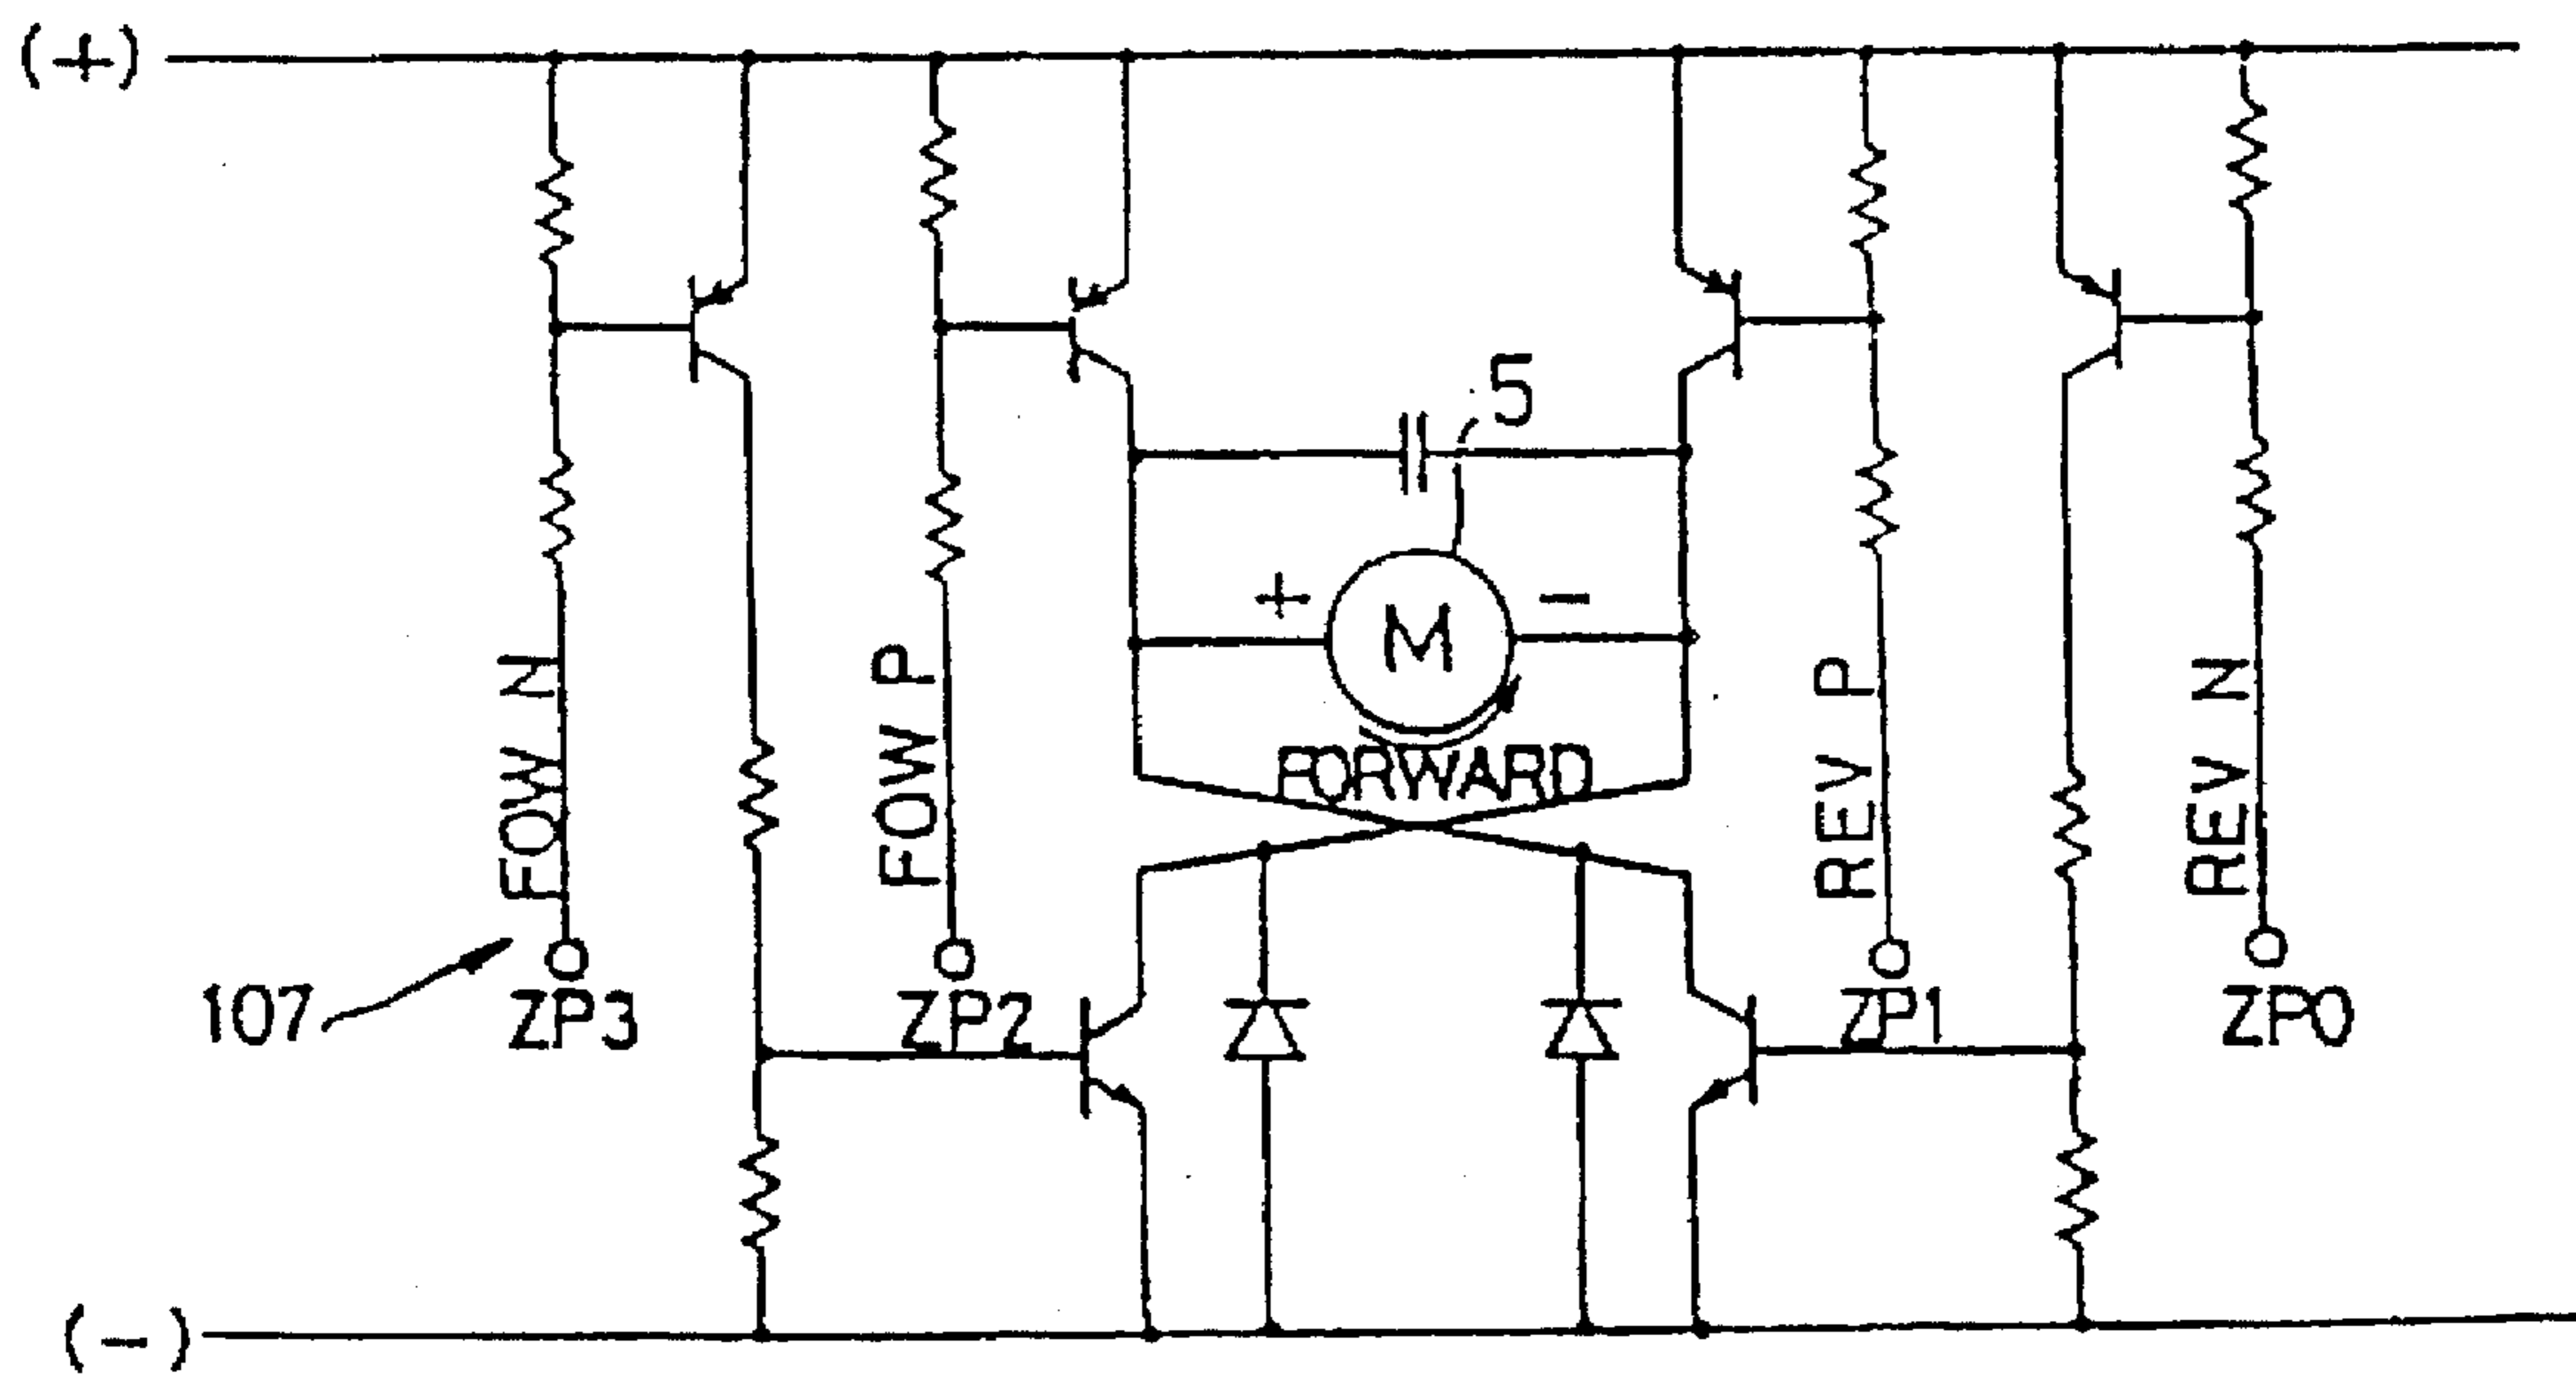 (+)
5
+
M
-
FORWARD
FOW N
FOW P
REV P
REV N
107
ZP3
ZP2
ZP1
ZP0
(-)